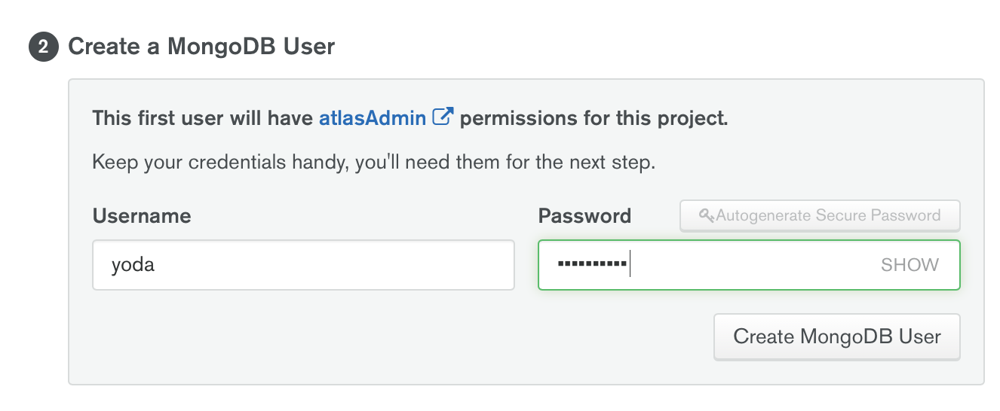 2 Create a MongoDB User
This first user will have atlasAdmin permissions for this project.
Keep your credentials handy, you'll need them for the next step.
Username
Password
Autogenerate Secure Password
yoda
▪▪▪▪▪▪▪▪▪▪
SHOW
Create MongoDB User